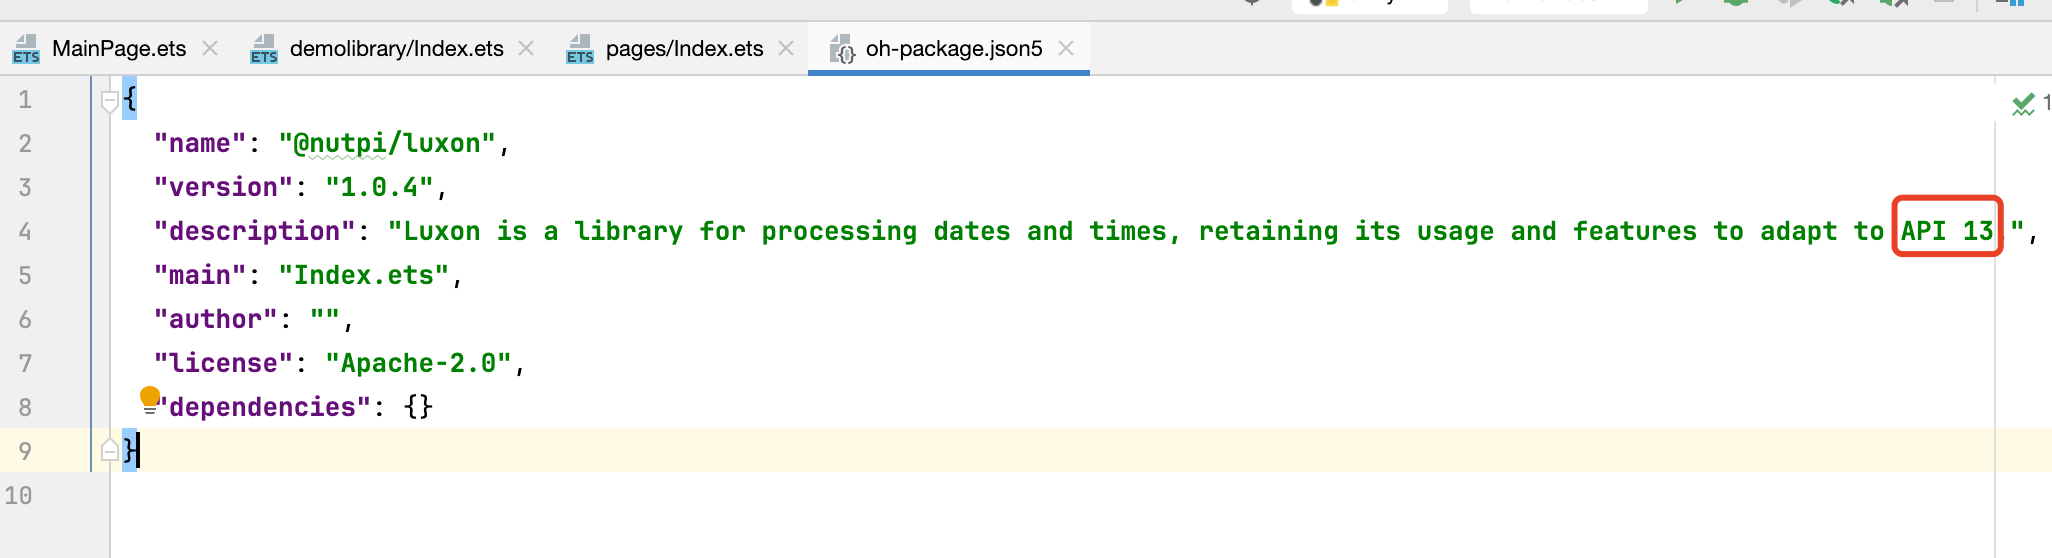 MainPage.ets demolibrary/Index.ets pages/Index.ets oh-package.json5
1 {
2 "name": "@nutpi/luxon",
3 "version": "1.0.4",
4 "description": "Luxon is a library for processing dates and times, retaining its usage and features to adapt to API 13.",
5 "main": "Index.ets",
6 "author": "",
7 "license": "Apache-2.0",
8 "dependencies": {}
9 }
10
ETS
ETS
ETS
1